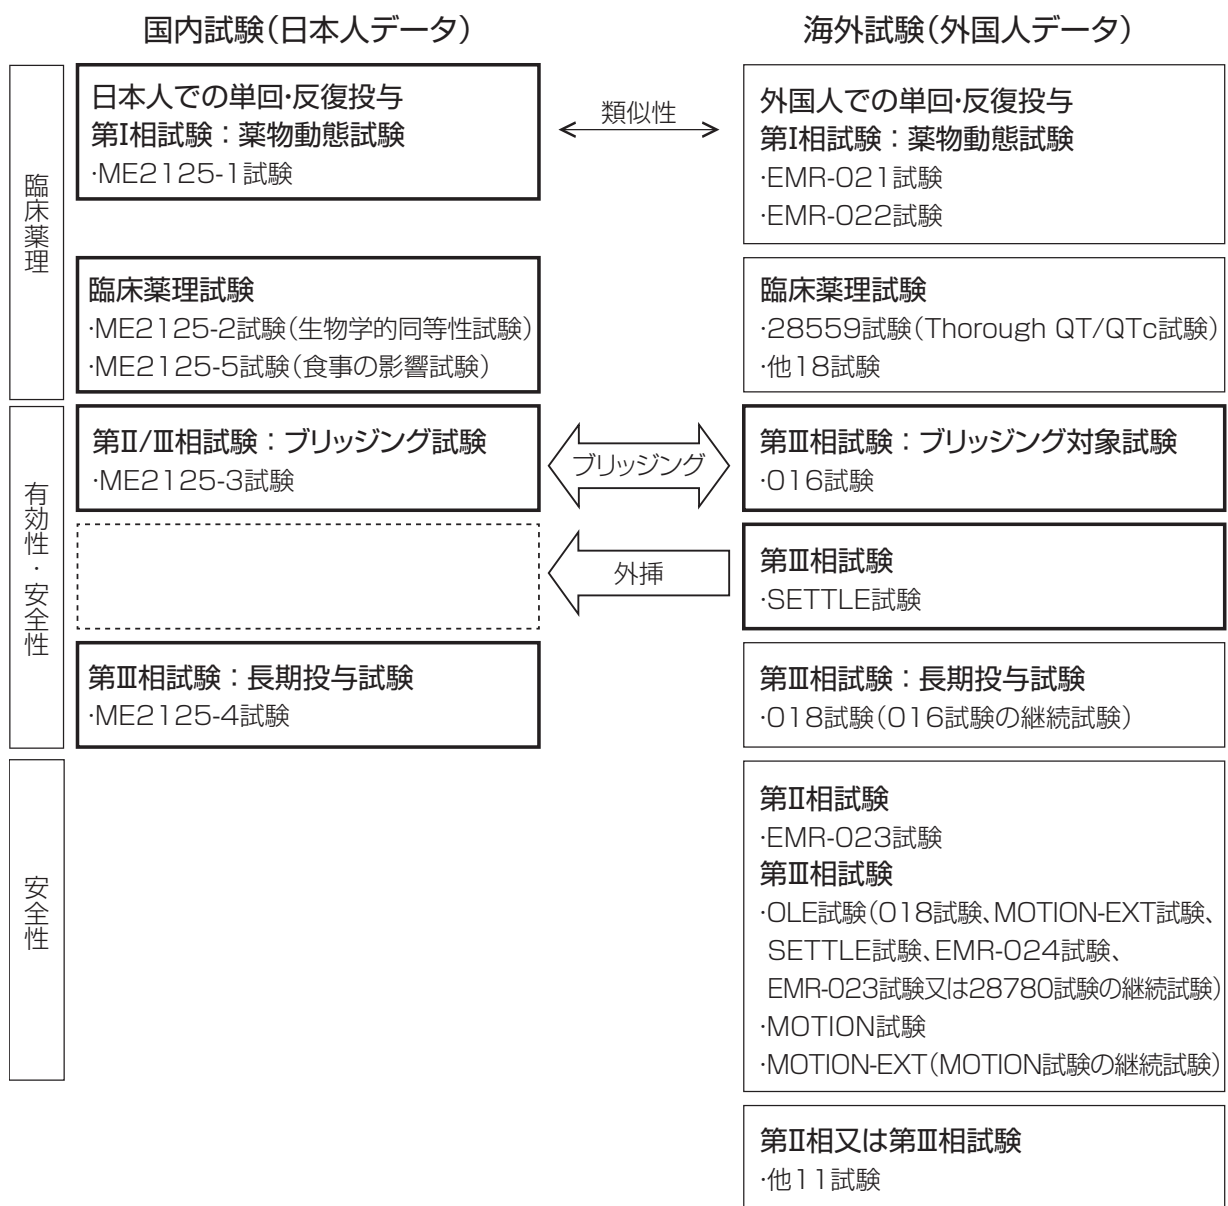 国内試験(日本人データ)
海外試験(外国人データ)
臨床薬理
日本人での単回・反復投与
第Ⅰ相試験：薬物動態試験
・ME2125-1試験
類似性
外国人での単回・反復投与
第Ⅰ相試験：薬物動態試験
・EMR-021試験
・EMR-022試験
臨床薬理試験
・ME2125-2試験(生物学的同等性試験)
・ME2125-5試験(食事の影響試験)
臨床薬理試験
・28559試験(Thorough QT/QTc試験)
・他18試験
有効性・安全性
第Ⅱ/Ⅲ相試験：ブリッジング試験
・ME2125-3試験
ブリッジング
第Ⅲ相試験：ブリッジング対象試験
・016試験
外挿
第Ⅲ相試験
・SETTLE試験
第Ⅲ相試験：長期投与試験
・ME2125-4試験
第Ⅲ相試験：長期投与試験
・018試験(016試験の継続試験)
安全性
第Ⅱ相試験
・EMR-023試験
第Ⅲ相試験
・OLE試験(018試験、MOTION-EXT試験、
SETTLE試験、EMR-024試験、
EMR-023試験又は28780試験の継続試験)
・MOTION試験
・MOTION-EXT(MOTION試験の継続試験)
第Ⅱ相又は第Ⅲ相試験
・他11試験